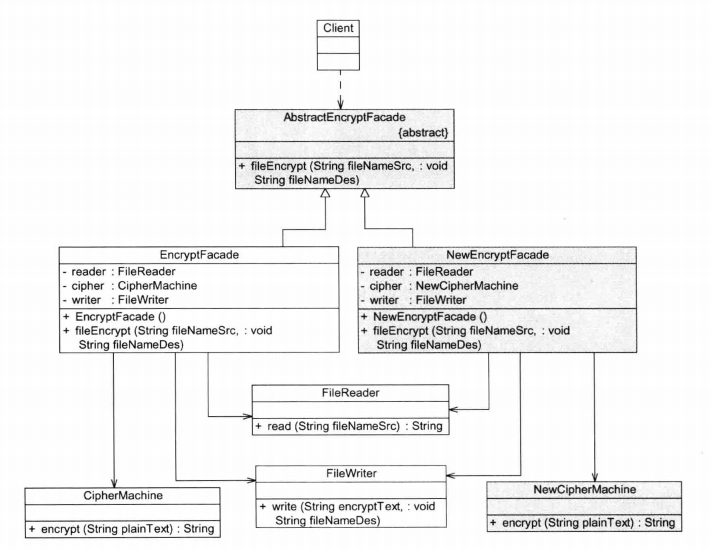 Client
AbstractEncryptFacade
{abstract}
+ fileEncrypt (String fileNameSrc, : void
String fileNameDes)
EncryptFacade
- reader : FileReader
- cipher : CipherMachine
- writer : FileWriter
+ EncryptFacade ()
+ fileEncrypt (String fileNameSrc, : void
String fileNameDes)
NewEncryptFacade
- reader : FileReader
- cipher : NewCipherMachine
- writer : FileWriter
+ NewEncryptFacade ()
+ fileEncrypt (String fileNameSrc, : void
String fileNameDes)
FileReader
+ read (String fileNameSrc) : String
FileWriter
+ write (String encryptText, : void
String fileNameDes)
CipherMachine
+ encrypt (String plainText) : String
NewCipherMachine
+ encrypt (String plainText) : String